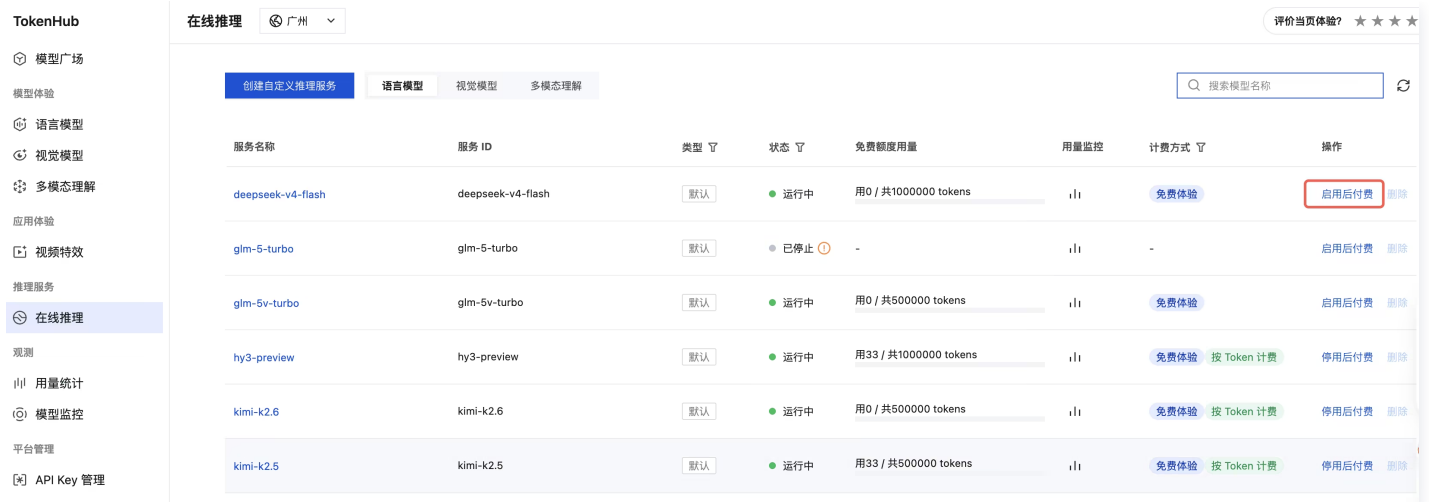 TokenHub
模型广场
模型体验
语言模型
视觉模型
多模态理解
应用体验
视频特效
推理服务
在线推理
观测
用量统计
模型监控
平台管理
API Key 管理
在线推理 广州 评价当页体验?
创建自定义推理服务 语言模型 视觉模型 多模态理解 搜索模型名称
服务名称 服务 ID 类型 状态 免费额度用量 用量监控 计费方式 操作
deepseek-v4-flash deepseek-v4-flash 默认 运行中 用0 / 共1000000 tokens 免费体验 启用后付费 删除
glm-5-turbo glm-5-turbo 默认 已停止 - - 启用后付费 删除
glm-5v-turbo glm-5v-turbo 默认 运行中 用0 / 共500000 tokens 免费体验 启用后付费 删除
hy3-preview hy3-preview 默认 运行中 用33 / 共1000000 tokens 免费体验 按 Token 计费 停用后付费 删除
kimi-k2.6 kimi-k2.6 默认 运行中 用0 / 共500000 tokens 免费体验 按 Token 计费 停用后付费 删除
kimi-k2.5 kimi-k2.5 默认 运行中 用33 / 共500000 tokens 免费体验 按 Token 计费 停用后付费 删除